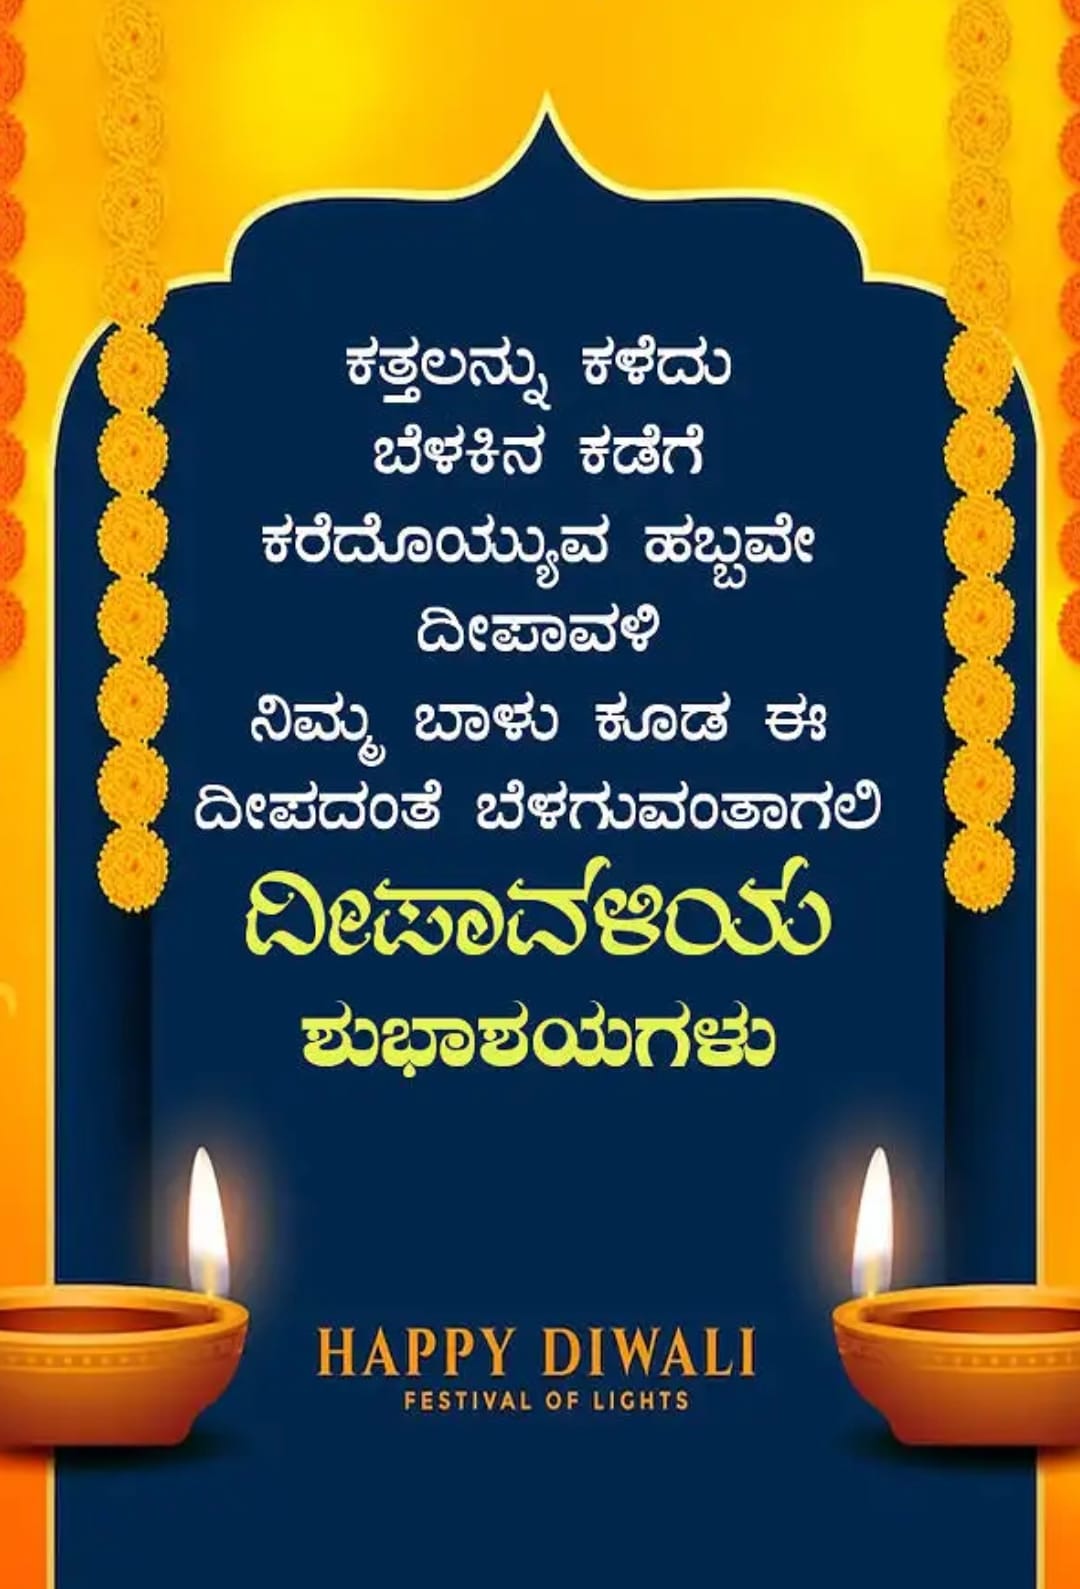 ಕತ್ತಲನ್ನು ಕಳೆದು
ಬೆಳಕಿನ ಕಡೆಗೆ
ಕರೆದೊಯ್ಯುವ ಹಬ್ಬವೇ
ದೀಪಾವಳಿ
ನಿಮ್ಮ ಬಾಳು ಕೂಡ ಈ
ದೀಪದಂತೆ ಬೆಳಗುವಂತಾಗಲಿ
ದೀಪಾವಳಿಯ
ಶುಭಾಶಯಗಳು
HAPPY DIWALI
FESTIVAL OF LIGHTS